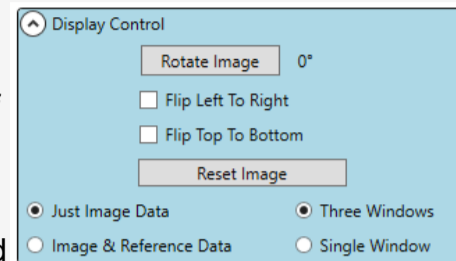 Display Control
Rotate Image 0°
Flip Left To Right
Flip Top To Bottom
Reset Image
Just Image Data Three Windows
Image & Reference Data Single Window